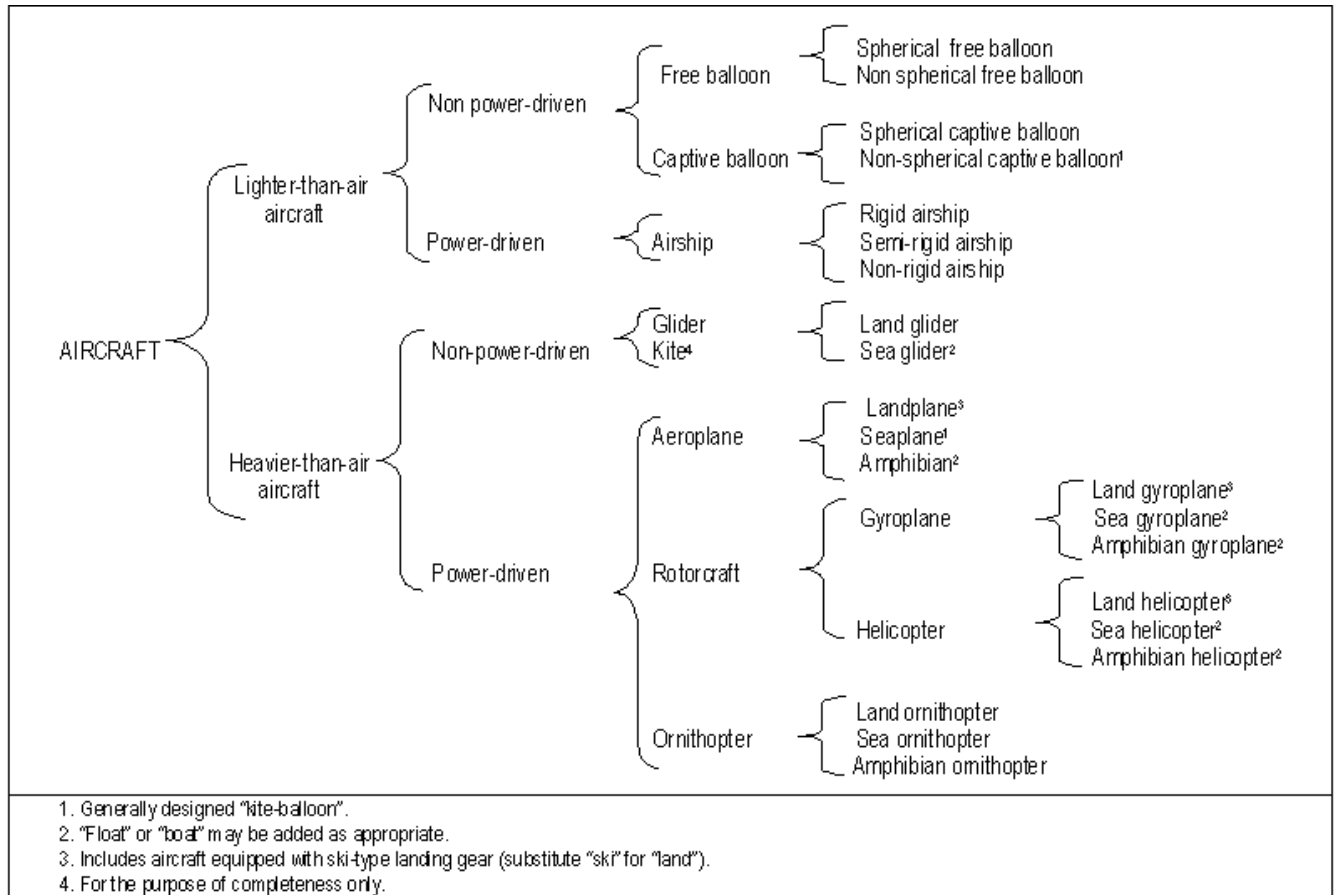 Spherical free balloon
Free balloon
Non spherical free balloon
Non power-driven
Spherical captive balloon
Captive balloon
Non-spherical captive balloon¹
Lighter-than-air
aircraft
Rigid airship
Power-driven
Airship
Semi-rigid airship
Non-rigid airship
AIRCRAFT
Non-power-driven
Glider
Kite⁴
Land glider
Sea glider²
Heavier-than-air
aircraft
Landplane³
Aeroplane
Seaplane¹
Amphibian²
Land gyroplane³
Gyroplane
Sea gyroplane²
Amphibian gyroplane²
Power-driven
Rotorcraft
Land helicopter³
Helicopter
Sea helicopter²
Amphibian helicopter²
Land ornithopter
Ornithopter
Sea ornithopter
Amphibian ornithopter
1. Generally designed “kite-balloon”.
2. “Float” or “boat” may be added as appropriate.
3. Includes aircraft equipped with ski-type landing gear (substitute “ski” for “land”).
4. For the purpose of completeness only.